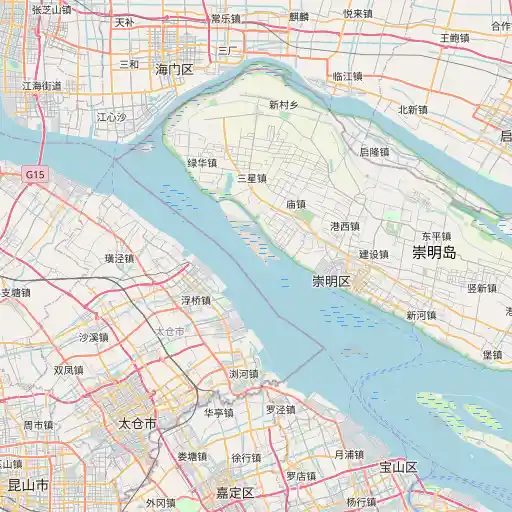 张芝山镇
天补
常乐镇
麒麟
悦来镇
合作
三厂
王鲍镇
三和
海门区
临江镇
江海街道
新村乡
北新镇
江心沙
启
启隆镇
绿华镇
G15
三星镇
庙镇
港西
东平镇
崇明岛
建设镇
璜泾镇
崇明区
竖新
支塘镇
浮桥镇
港
新河镇
太仓市
沙溪镇
堡镇
双凤镇
浏河镇
太仓市
华亭镇
罗泾镇
周市镇
娄塘镇
徐行镇
月浦镇
玉山镇
宝山区
昆山市
罗店镇
嘉定区
外冈镇
杨行镇